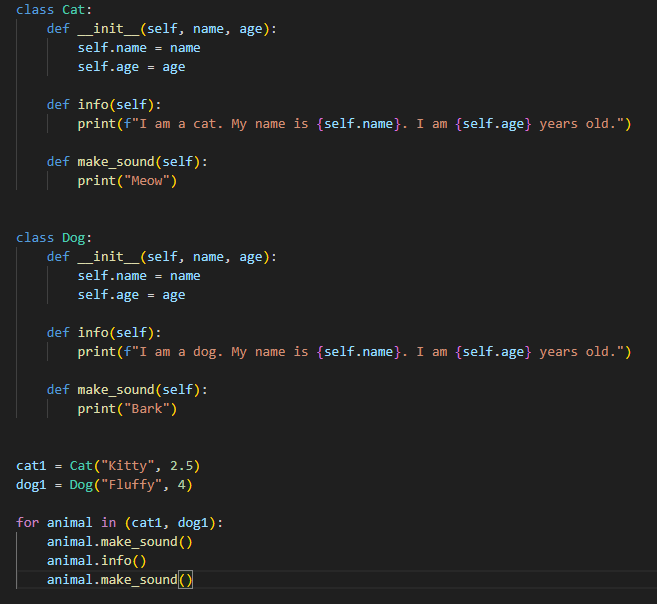 class Cat:
    def __init__(self, name, age):
        self.name = name
        self.age = age

    def info(self):
        print(f"I am a cat. My name is {self.name}. I am {self.age} years old.")

    def make_sound(self):
        print("Meow")


class Dog:
    def __init__(self, name, age):
        self.name = name
        self.age = age

    def info(self):
        print(f"I am a dog. My name is {self.name}. I am {self.age} years old.")

    def make_sound(self):
        print("Bark")


cat1 = Cat("Kitty", 2.5)
dog1 = Dog("Fluffy", 4)

for animal in (cat1, dog1):
    animal.make_sound()
    animal.info()
    animal.make_sound()